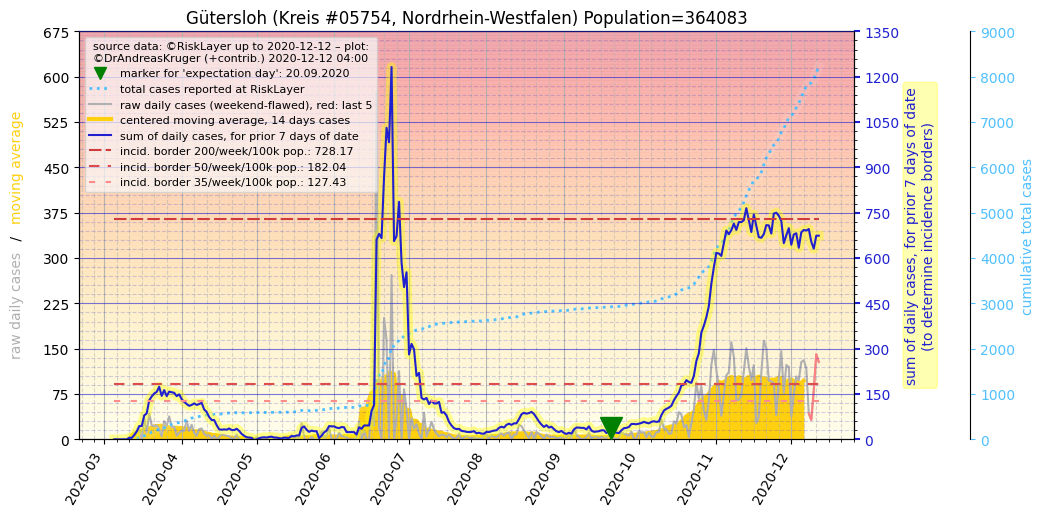 Gütersloh (Kreis #05754, Nordrhein-Westfalen) Population=364083
source data: ©RiskLayer up to 2020-12-12 – plot:
©DrAndreasKruger (+contrib.) 2020-12-12 04:00
marker for 'expectation day': 20.09.2020
total cases reported at RiskLayer
raw daily cases (weekend-flawed), red: last 5
centered moving average, 14 days cases
sum of daily cases, for prior 7 days of date
incid. border 200/week/100k pop.: 728.17
incid. border 50/week/100k pop.: 182.04
incid. border 35/week/100k pop.: 127.43
raw daily cases / moving average
675
600
525
450
375
300
225
150
75
0
2020-03
2020-04
2020-05
2020-06
2020-07
2020-08
2020-09
2020-10
2020-11
2020-12
1350
1200
1050
900
750
600
450
300
150
0
sum of daily cases, for prior 7 days of date
(to determine incidence borders)
9000
8000
7000
6000
5000
4000
3000
2000
1000
0
cumulative total cases